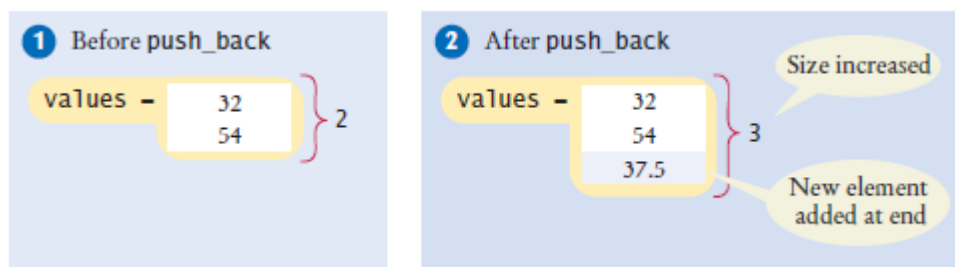 1 Before push_back
values =
32
54
2
2 After push_back
values =
32
54
37.5
3
Size increased
New element
added at end